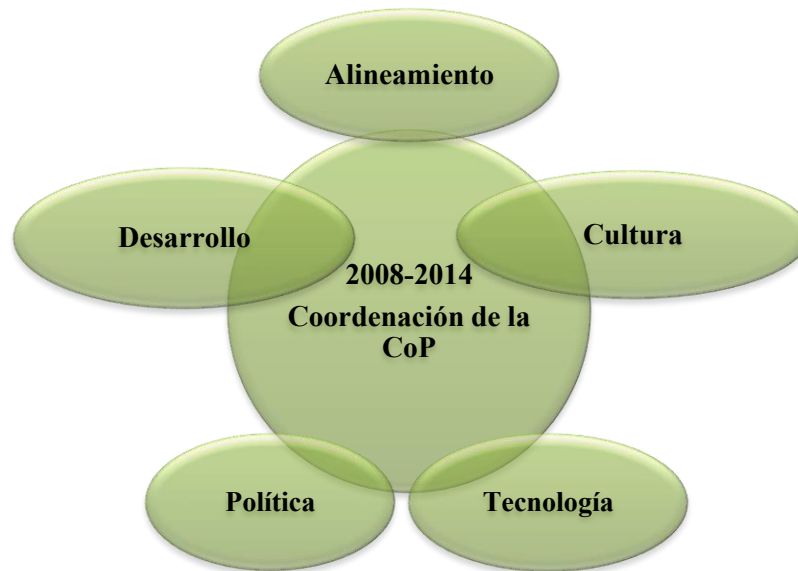 Alineamiento
Desarrollo
Cultura
2008-2014
Coordenación de la
CoP
Política
Tecnología